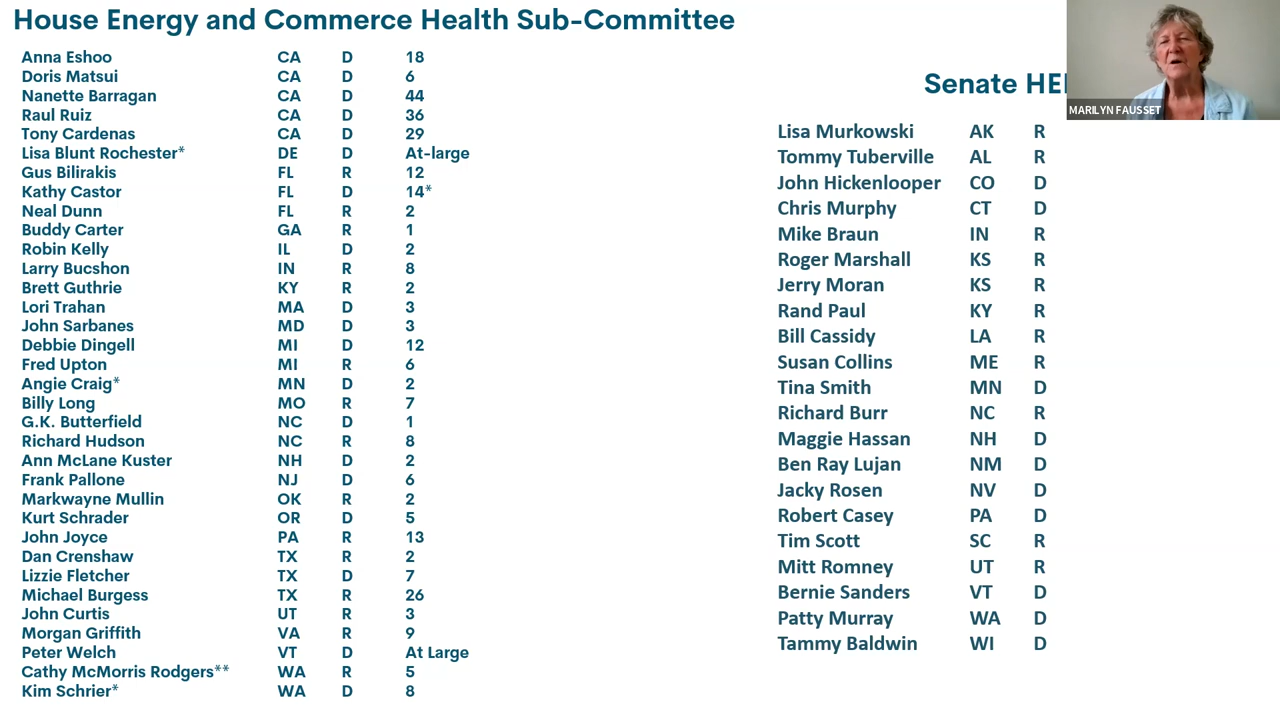 House Energy and Commerce Health Sub-Committee
Anna Eshoo CA D 18
Doris Matsui CA D 6
Nanette Barragan CA D 44
Raul Ruiz CA D 36
Tony Cardenas CA D 29
Lisa Blunt Rochester* DE D At-large
Gus Bilirakis FL R 12
Kathy Castor FL D 14*
Neal Dunn FL R 2
Buddy Carter GA R 1
Robin Kelly IL D 2
Larry Bucshon IN R 8
Brett Guthrie KY R 2
Lori Trahan MA D 3
John Sarbanes MD D 3
Debbie Dingell MI D 12
Fred Upton MI R 6
Angie Craig* MN D 2
Billy Long MO R 7
G.K. Butterfield NC D 1
Richard Hudson NC R 8
Ann McLane Kuster NH D 2
Frank Pallone NJ D 6
Markwayne Mullin OK R 2
Kurt Schrader OR D 5
John Joyce PA R 13
Dan Crenshaw TX R 2
Lizzie Fletcher TX D 7
Michael Burgess TX R 26
John Curtis UT R 3
Morgan Griffith VA R 9
Peter Welch VT D At Large
Cathy McMorris Rodgers** WA R 5
Kim Schrier* WA D 8
Senate
Lisa Murkowski AK R
Tommy Tuberville AL R
John Hickenlooper CO D
Chris Murphy CT D
Mike Braun IN R
Roger Marshall KS R
Jerry Moran KS R
Rand Paul KY R
Bill Cassidy LA R
Susan Collins ME R
Tina Smith MN D
Richard Burr NC R
Maggie Hassan NH D
Ben Ray Lujan NM D
Jacky Rosen NV D
Robert Casey PA D
Tim Scott SC R
Mitt Romney UT R
Bernie Sanders VT D
Patty Murray WA D
Tammy Baldwin WI D
MARILYN FAUSSET